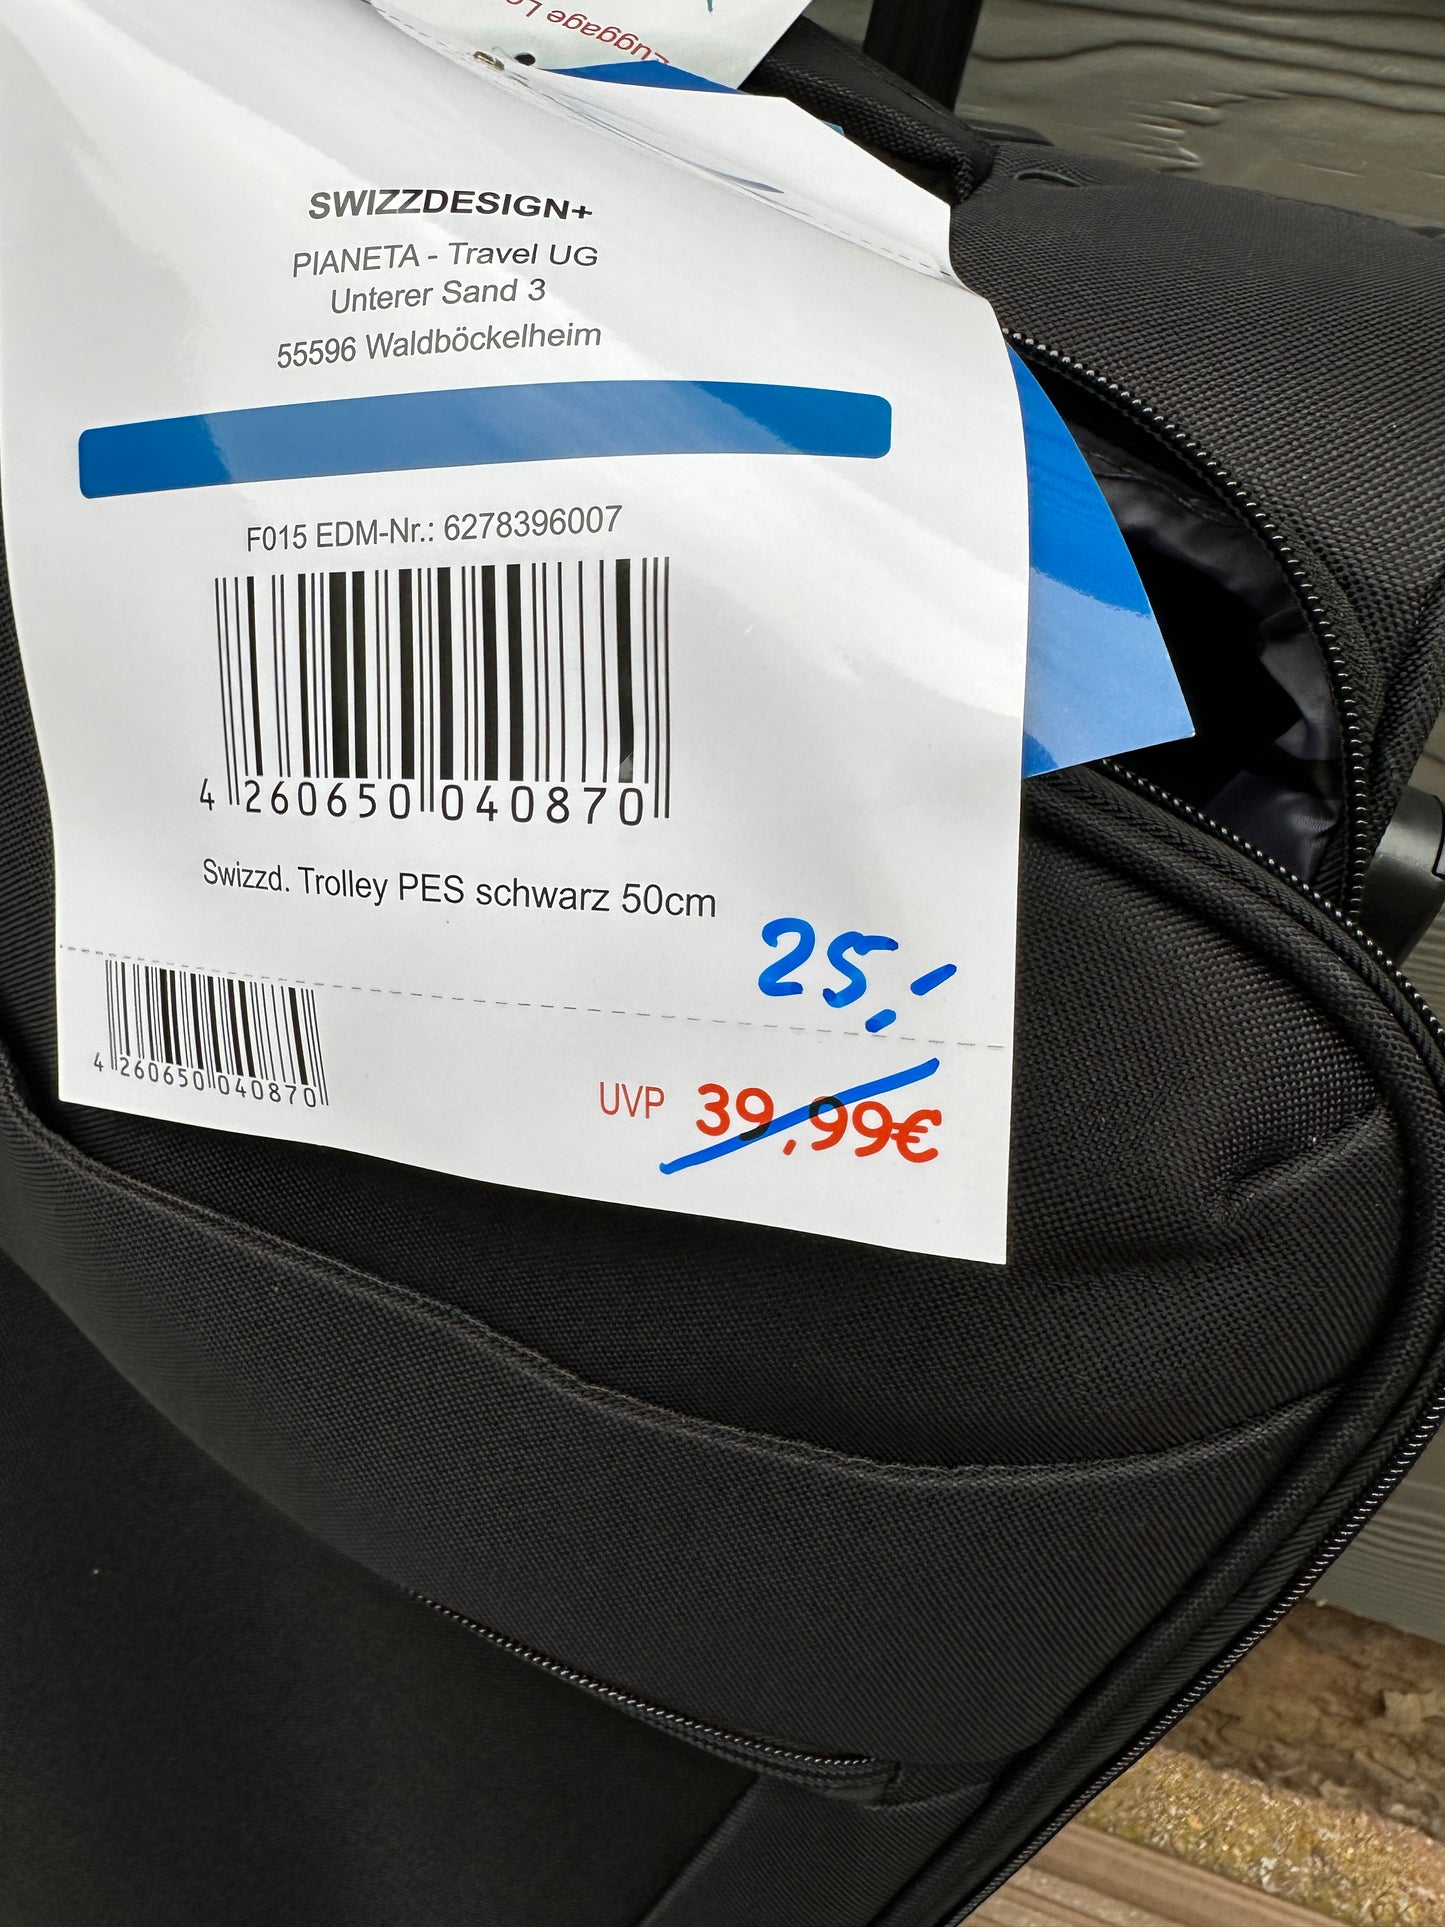 Luggage
SWIZZDESIGN+
PIANETA - Travel UG
Unterer Sand 3
55596 Waldböckelheim
F015 EDM-Nr.: 6278396007
4 260650 040870
Swizzd. Trolley PES schwarz 50cm
25,-
4 260650 040870
UVP 39,99€